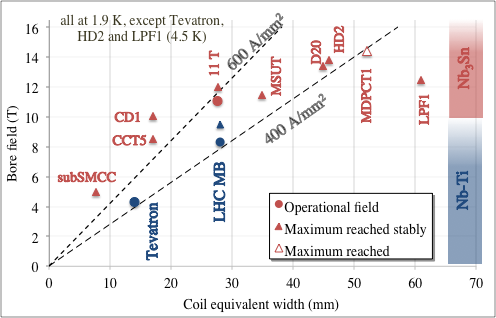 all at 1.9 K, except Tevatron,
HD2 and LPF1 (4.5 K)
600 A/mm²
400 A/mm²
16
14
12
10
8
6
4
2
0
Bore field (T)
11 T
MSUT
D20
HD2
MDPCT1
LPF1
CD1
CCT5
subSMCC
Tevatron
LHC MB
Nb₃Sn
Nb-Ti
Operational field
Maximum reached stably
Maximum reached
0 10 20 30 40 50 60 70
Coil equivalent width (mm)